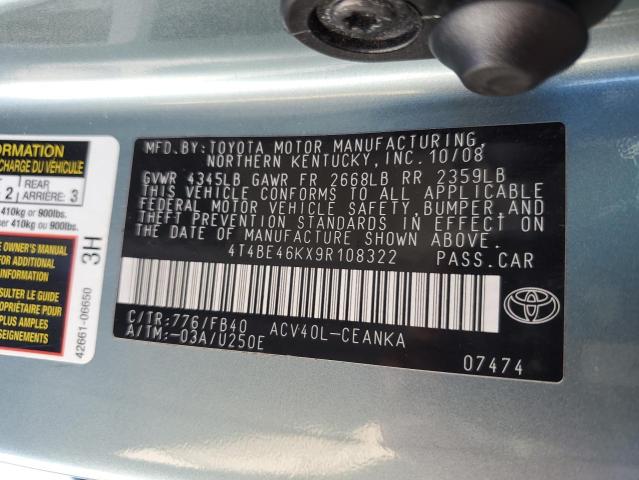 ORMATION
CHARGE DU VÉHICULE
2 REAR ARRIÈRE: 3
410kg or 900lbs.
er 410kg ou 900lbs.
E OWNER'S MANUAL
FOR ADDITIONAL
INFORMATION
SULTER LE GUIDE
PROPRIÉTAIRE POUR
PLUS AMPLES
SEIGNEMENTS
3H
42661-06650
MFD.BY:TOYOTA MOTOR MANUFACTURING,
NORTHERN KENTUCKY,INC.10/08
GVWR 4345LB GAWR FR 2668LB RR 2359LB
THIS VEHICLE CONFORMS TO ALL APPLICABLE
FEDERAL MOTOR VEHICLE SAFETY,BUMPER,AND
THEFT PREVENTION STANDARDS IN EFFECT ON
THE DATE OF MANUFACTURE SHOWN ABOVE.
4T4BE46KX9R108322 PASS.CAR
C/TR:776/FB40 ACV40L-CEANKA
A/TM:-03A/U250E
TOYOTA
07474